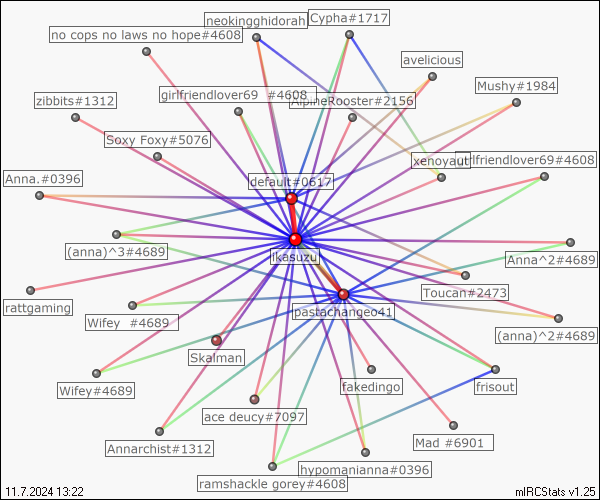 neokingghidorah
Cypha#1717
no cops no laws no hope#4608
avelicious
Mushy#1984
zibbits#1312
girlfriendlover69 #4608
AlpineRooster#2156
Soxy Foxy#5076
xenoyaut
girlfriendlover69#4608
default#0617
Anna.#0396
(anna)^3#4689
Ikasuzu
Anna^2#4689
rattgaming
Toucan#2473
pastachangeo41
Wifey #4689
(anna)^2#4689
Skalman
Wifey#4689
fakedingo
frisout
ace deucy#7097
Annarchist#1312
Mad #6901
hypomanianna#0396
ramshackle gorey#4608
11.7.2024 13:22
mIRCStats v1.25